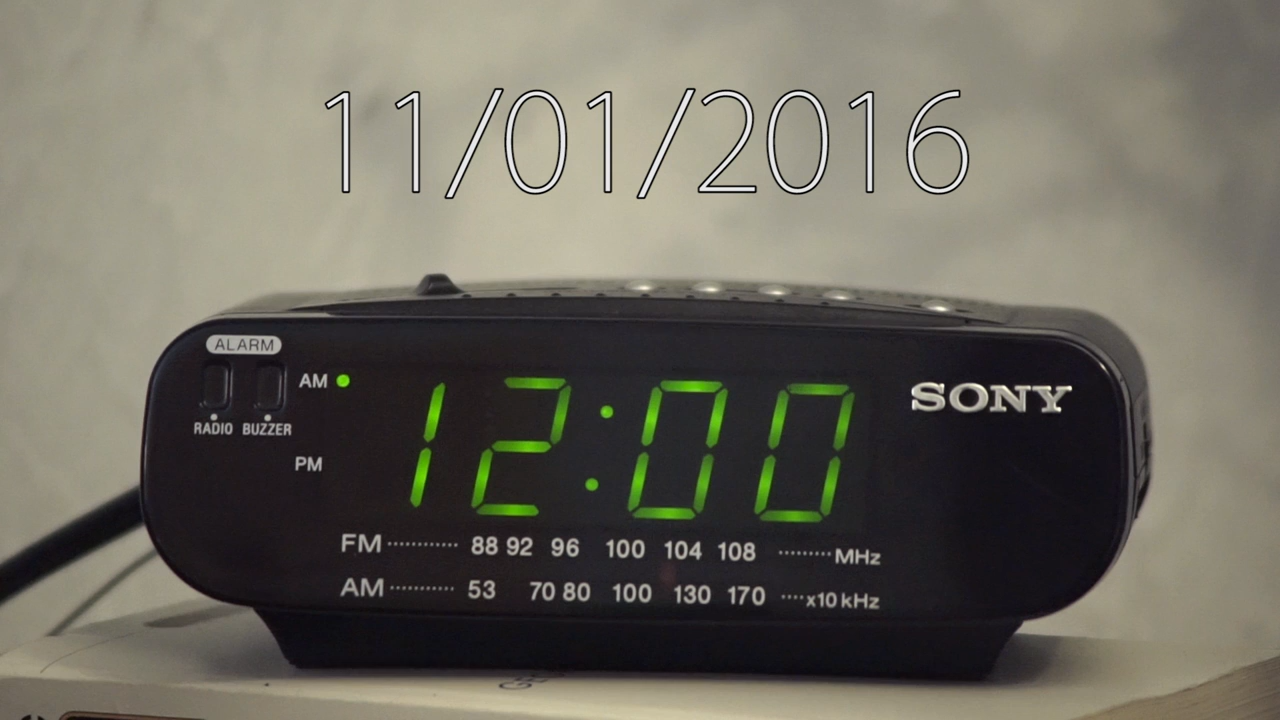 11/01/2016
ALARM
AM
SONY
RADIO BUZZER
PM
12:00
FM 88 92 96 100 104 108 MHz
AM 53 70 80 100 130 170 x10 kHz